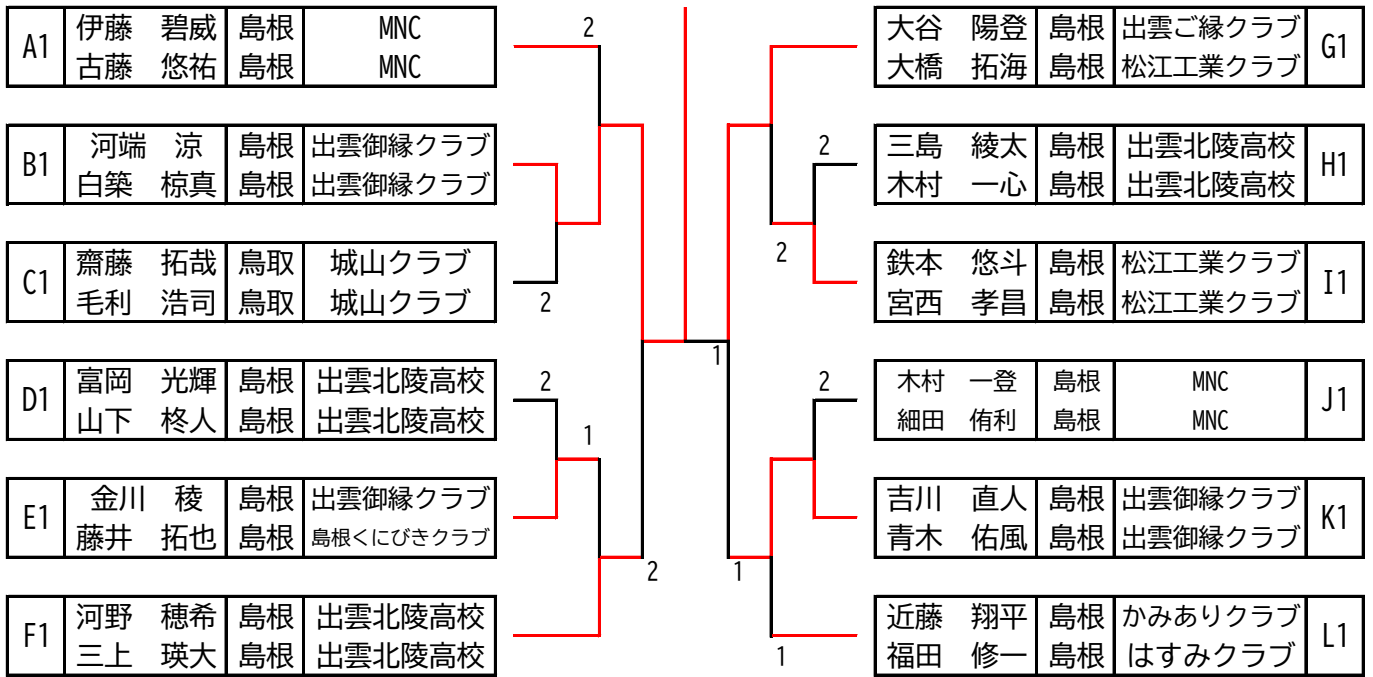 A1 伊藤 碧威 島根 MNC
古藤 悠祐 島根 MNC
2
B1 河端 涼 島根 出雲御縁クラブ
白築 椋真 島根 出雲御縁クラブ
C1 齋藤 拓哉 鳥取 城山クラブ
毛利 浩司 鳥取 城山クラブ
2
D1 富岡 光輝 島根 出雲北陵高校
山下 柊人 島根 出雲北陵高校
2
1
E1 金川 稜 島根 出雲御縁クラブ
藤井 拓也 島根 島根くにびきクラブ
2
F1 河野 穂希 島根 出雲北陵高校
三上 瑛大 島根 出雲北陵高校
1
大谷 陽登 島根 出雲ご縁クラブ G1
大橋 拓海 島根 松江工業クラブ
2
三島 綾太 島根 出雲北陵高校 H1
木村 一心 島根 出雲北陵高校
2
鉄本 悠斗 島根 松江工業クラブ I1
宮西 孝昌 島根 松江工業クラブ
2
木村 一登 島根 MNC J1
細田 侑利 島根 MNC
吉川 直人 島根 出雲御縁クラブ K1
青木 佑風 島根 出雲御縁クラブ
1
近藤 翔平 島根 かみありクラブ L1
福田 修一 島根 はすみクラブ
1